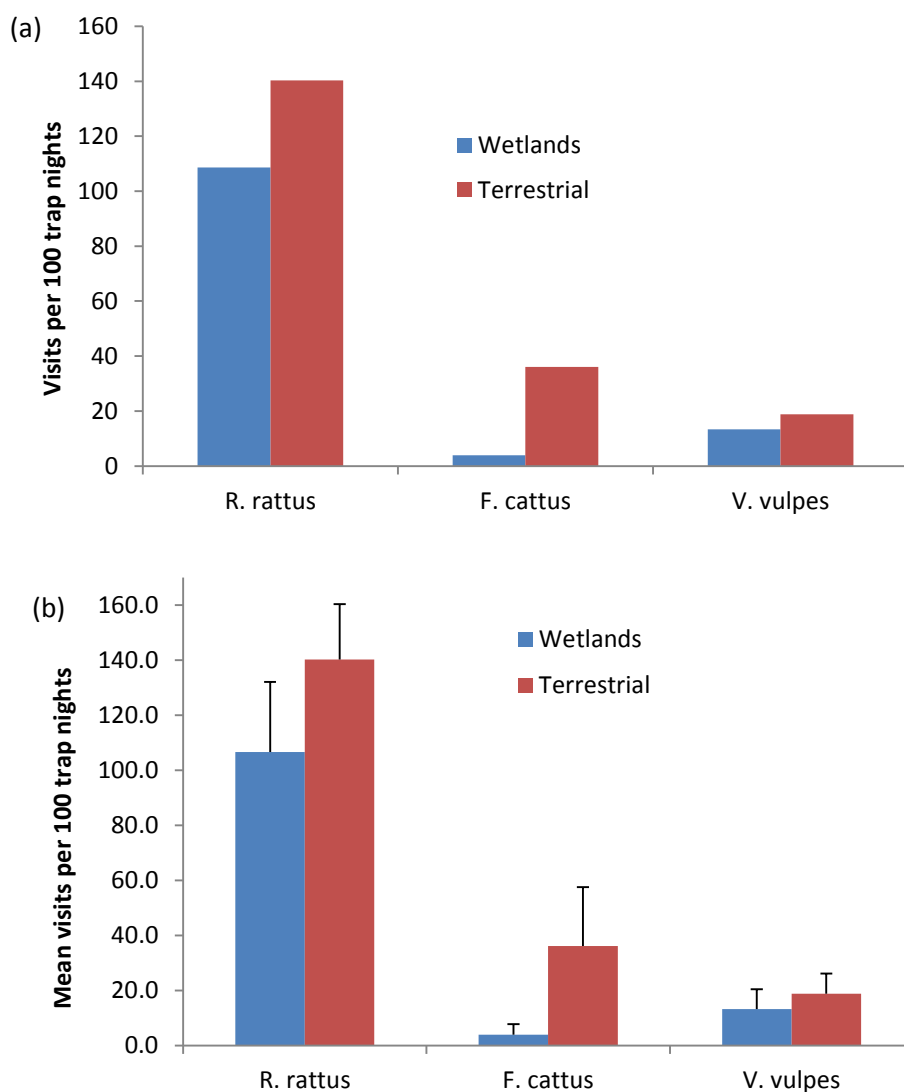 (a)
Visits per 100 trap nights
160
140
120
100
80
60
40
20
0
Wetlands
Terrestrial
R. rattus F. cattus V. vulpes
(b)
Mean visits per 100 trap nights
160.0
140.0
120.0
100.0
80.0
60.0
40.0
20.0
0.0
Wetlands
Terrestrial
R. rattus F. cattus V. vulpes